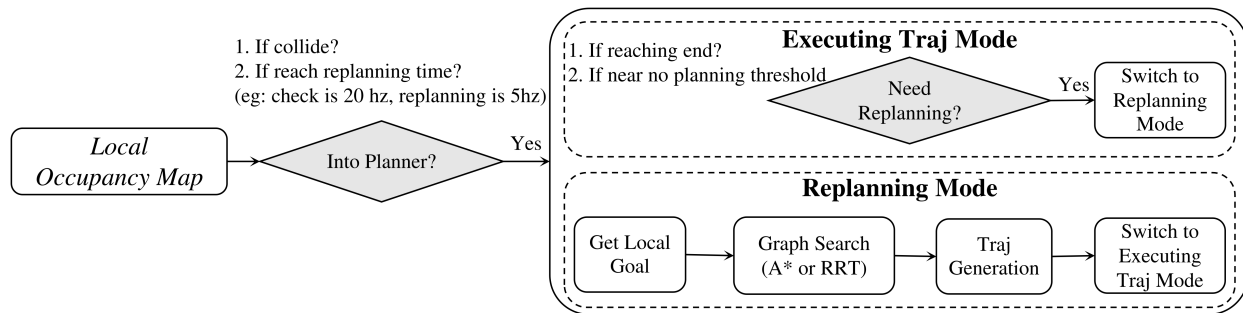 Local
Occupancy Map
1. If collide?
2. If reach replanning time?
(eg: check is 20 hz, replanning is 5hz)
Into Planner?
Yes
Executing Traj Mode
1. If reaching end?
2. If near no planning threshold
Need
Replanning?
Yes
Switch to
Replanning
Mode
Replanning Mode
Get Local
Goal
Graph Search
(A* or RRT)
Traj
Generation
Switch to
Executing
Traj Mode